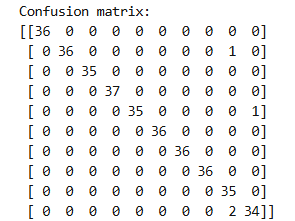 Confusion matrix:
[[36  0  0  0  0  0  0  0  0  0]
 [ 0 36  0  0  0  0  0  0  1  0]
 [ 0  0 35  0  0  0  0  0  0  0]
 [ 0  0  0 37  0  0  0  0  0  0]
 [ 0  0  0  0 35  0  0  0  0  1]
 [ 0  0  0  0  0 36  0  0  0  0]
 [ 0  0  0  0  0  0 36  0  0  0]
 [ 0  0  0  0  0  0  0 36  0  0]
 [ 0  0  0  0  0  0  0  0 35  0]
 [ 0  0  0  0  0  0  0  0  2 34]]